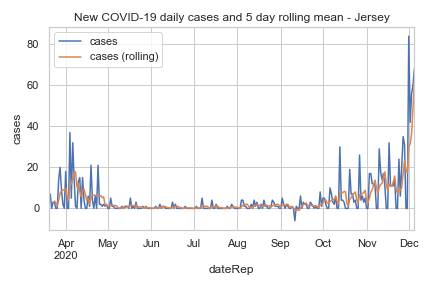 New COVID-19 daily cases and 5 day rolling mean - Jersey
cases
cases (rolling)
80
60
40
20
0
cases
Apr May Jun Jul Aug Sep Oct Nov Dec
2020
dateRep